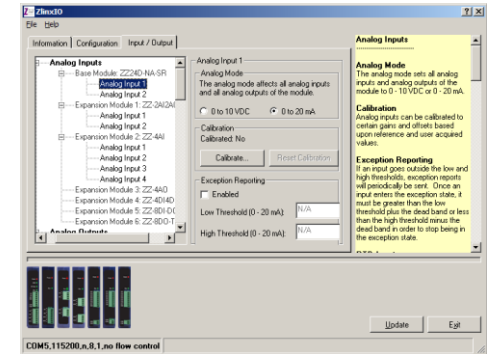 ZlinxIO
File Help
Information Configuration Input / Output
Analog Inputs
Base Module: ZZ24D-NA-SR
Analog Input 1
Analog Input 2
Expansion Module 1: ZZ-2AI2A
Analog Input 1
Analog Input 2
Expansion Module 2: ZZ-4AI
Analog Input 1
Analog Input 2
Analog Input 3
Analog Input 4
Expansion Module 3: ZZ-4AO
Expansion Module 4: ZZ-4DI4D
Expansion Module 5: ZZ-8DI-D
Expansion Module 6: ZZ-8DO-T
Analog Outputs
Analog Input 1
Analog Mode
The analog mode affects all analog inputs
and all analog outputs of the module.
0 to 10 VDC 0 to 20 mA
Calibration
Calibrated: No
Calibrate... Reset Calibration
Exception Reporting
Enabled
Low Threshold (0 - 20 mA): N/A
High Threshold (0 - 20 mA): N/A
Analog Inputs
Analog Mode
The analog mode sets all analog
inputs and analog outputs of the
module to 0 - 10 VDC or 0 - 20 mA.
Calibration
Analog inputs can be calibrated to
certain gains and offsets based
upon reference and user acquired
values.
Exception Reporting
If an input goes outside the low and
high thresholds, exception reports
will periodically be sent. Once an
input enters the exception state, it
must be greater than the low
threshold plus the dead band or less
than the high threshold minus the
dead band in order to stop being in
the exception state.
Update Exit
COM5,115200,n,8,1,no flow control